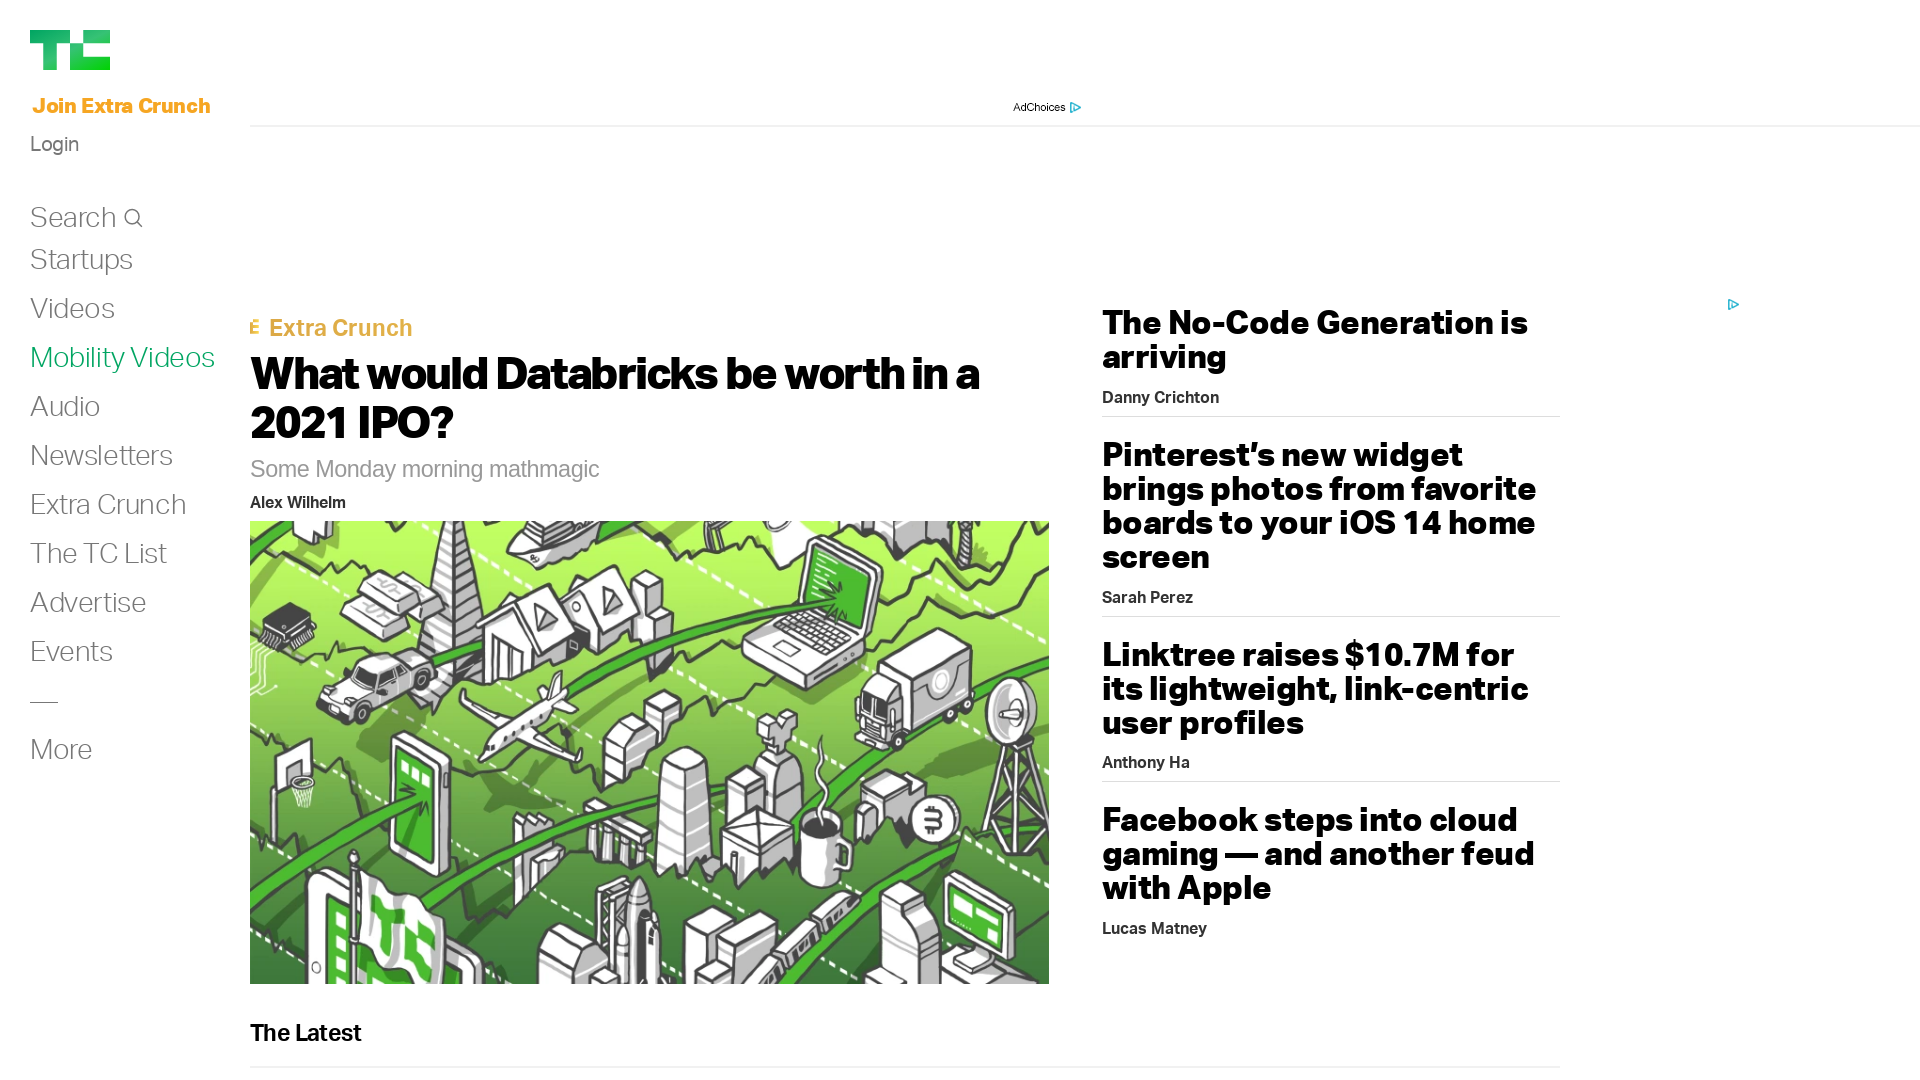 TC
Join Extra Crunch
Login
Search
Startups
Videos
Mobility Videos
Audio
Newsletters
Extra Crunch
The TC List
Advertise
Events
More
AdChoices
Extra Crunch
What would Databricks be worth in a
2021 IPO?
Some Monday morning mathmagic
Alex Wilhelm
The No-Code Generation is
arriving
Danny Crichton
Pinterest’s new widget
brings photos from favorite
boards to your iOS 14 home
screen
Sarah Perez
Linktree raises $10.7M for
its lightweight, link-centric
user profiles
Anthony Ha
Facebook steps into cloud
gaming — and another feud
with Apple
Lucas Matney
The Latest